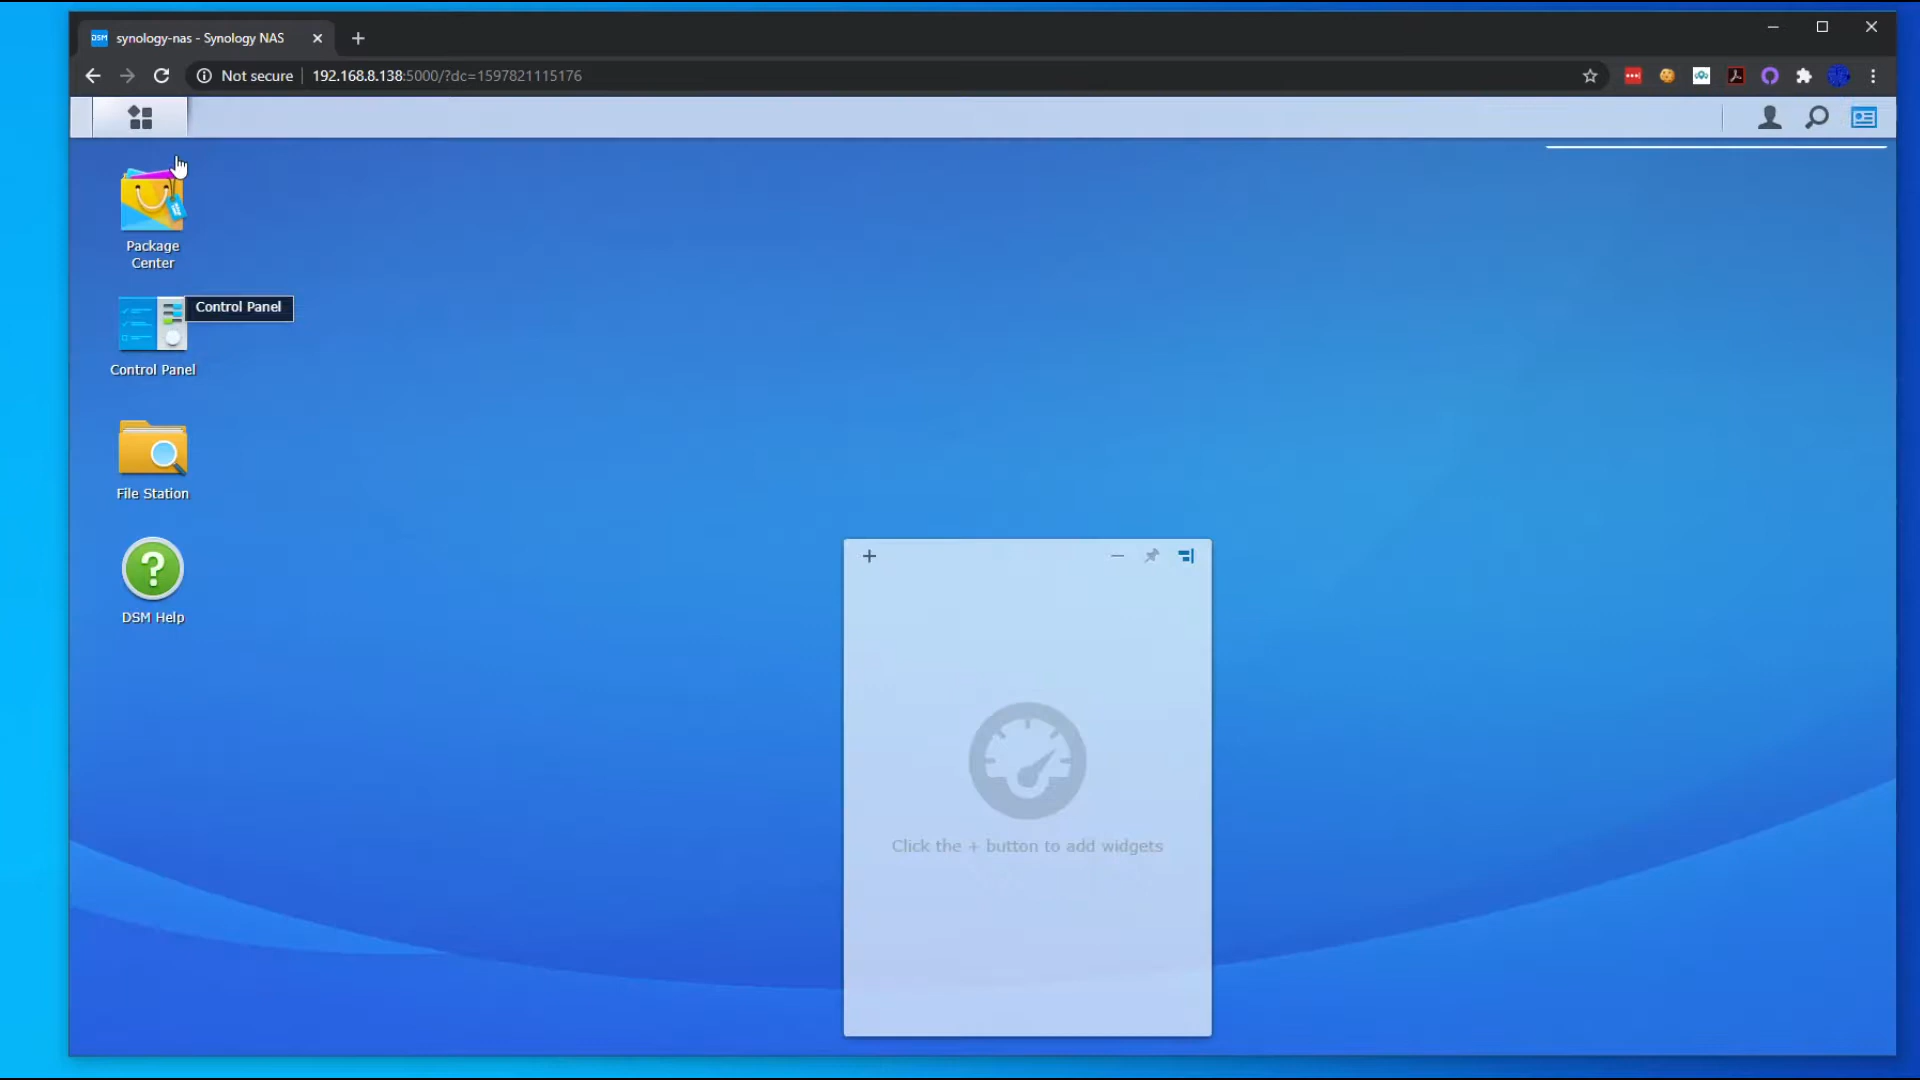 DSM synology-nas - Synology NAS
Not secure 192.168.8.138:5000/?dc=1597821115176
Package
Center
Control Panel
Control Panel
File Station
DSM Help
Click the + button to add widgets